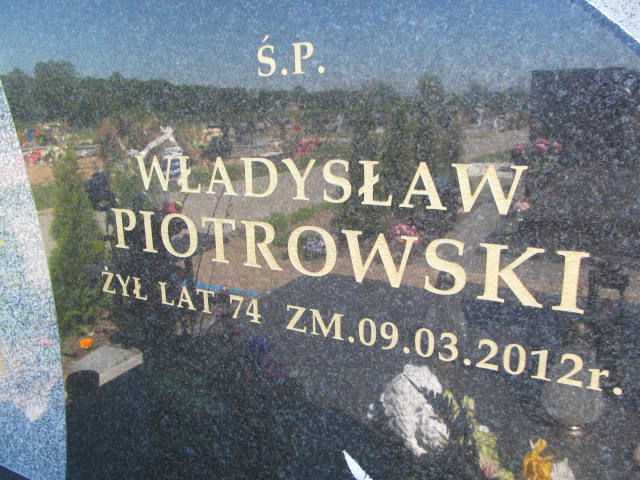 Ś.P.
WŁADYSŁAW
PIOTROWSKI
ŻYŁ LAT 74 ZM.09.03.2012r.